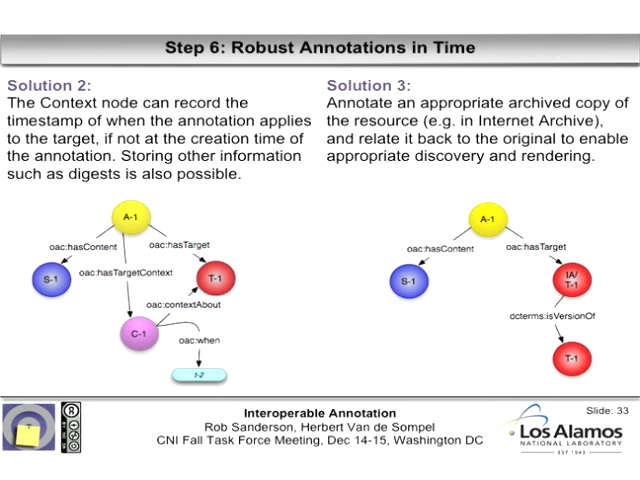 Step 6: Robust Annotations in Time
Solution 2:
The Context node can record the
timestamp of when the annotation applies
to the target, if not at the creation time of
the annotation. Storing other information
such as digests is also possible.
Solution 3:
Annotate an appropriate archived copy of
the resource (e.g. in Internet Archive),
and relate it back to the original to enable
appropriate discovery and rendering.
A-1
oac:hasContent
oac:hasTarget
S-1
oac:hasTargetContext
T-1
oac:contextAbout
C-1
oac:when
t-2
A-1
oac:hasContent
oac:hasTarget
S-1
IA/
T-1
dcterms:isVersionOf
T-1
Interoperable Annotation
Rob Sanderson, Herbert Van de Sompel
CNI Fall Task Force Meeting, Dec 14-15, Washington DC
Slide: 33
Los Alamos
NATIONAL LABORATORY
EST 1943